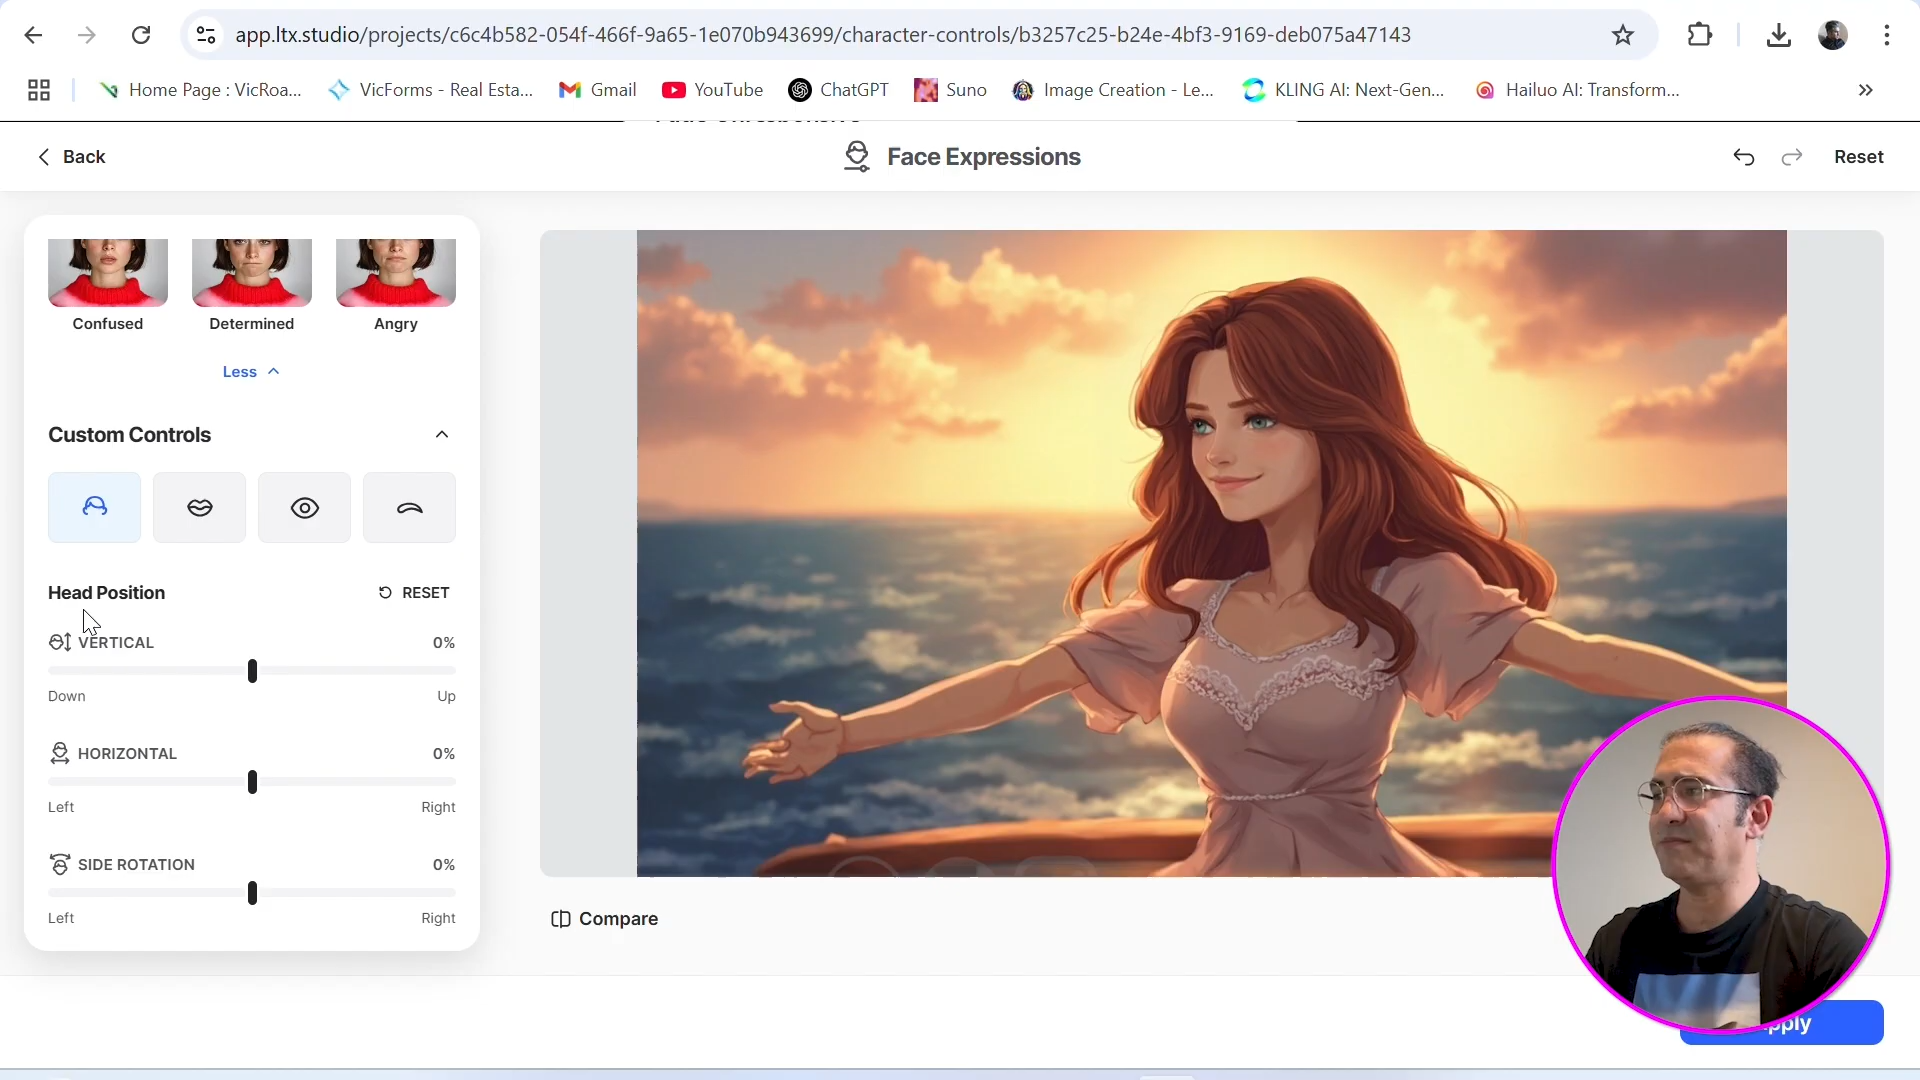 app.ltx.studio/projects/c6c4b582-054f-466f-9a65-1e070b943699/character-controls/b3257c25-b24e-4bf3-9169-deb075a47143
Home Page : VicRoa...
VicForms - Real Esta...
Gmail
YouTube
ChatGPT
Suno
Image Creation - Le...
KLING AI: Next-Gen...
Hailuo AI: Transform...
Back
Face Expressions
Reset
Confused
Determined
Angry
Less
Custom Controls
Head Position
RESET
VERTICAL
0%
Down
Up
HORIZONTAL
0%
Left
Right
SIDE ROTATION
0%
Left
Right
Compare